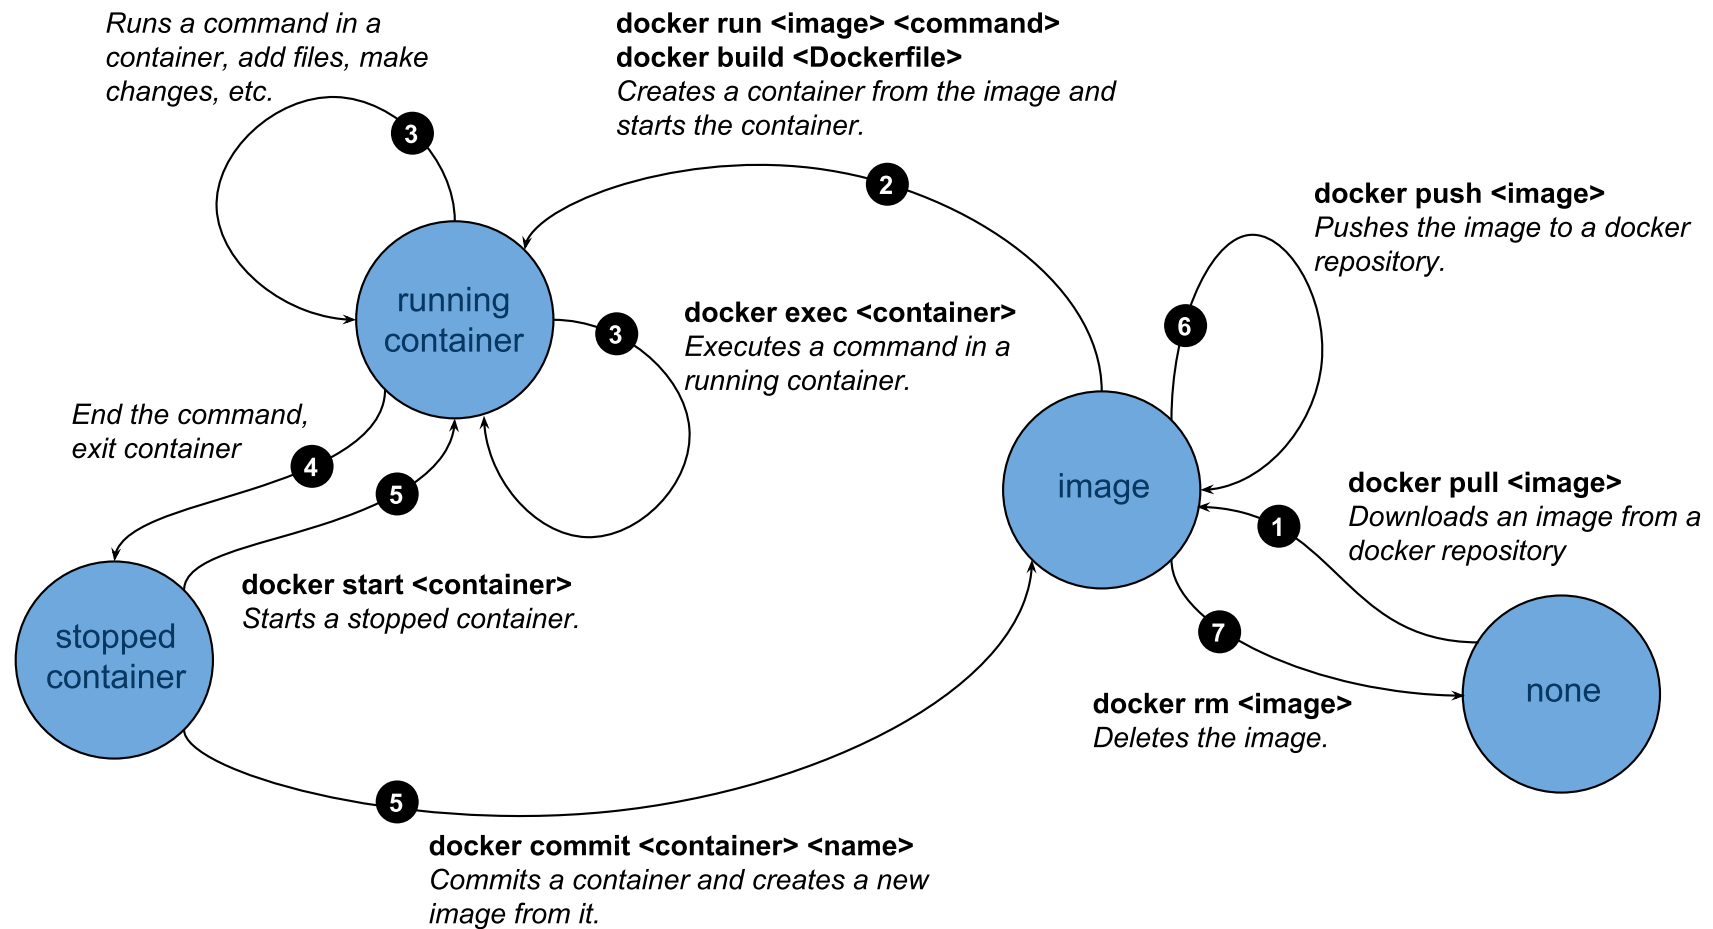 Runs a command in a
container, add files, make
changes, etc.
docker run <image> <command>
docker build <Dockerfile>
Creates a container from the image and
starts the container.
3
2
docker push <image>
Pushes the image to a docker
repository.
running
container
3
docker exec <container>
Executes a command in a
running container.
6
End the command,
exit container
4
5
image
docker pull <image>
Downloads an image from a
docker repository
1
docker start <container>
Starts a stopped container.
stopped
container
7
docker rm <image>
Deletes the image.
none
5
docker commit <container> <name>
Commits a container and creates a new
image from it.